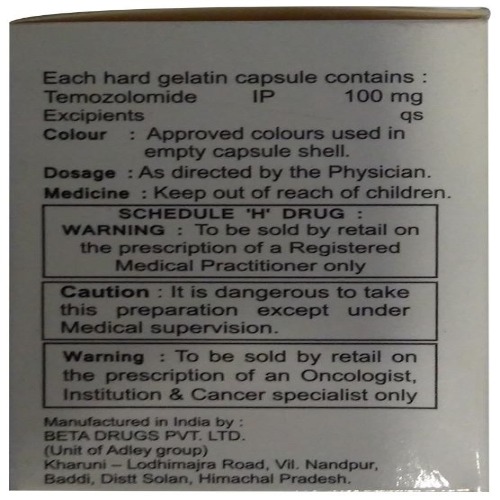 Each hard gelatin capsule contains :
Temozolomide IP 100 mg
Excipients qs
Colour : Approved colours used in
empty capsule shell.
Dosage : As directed by the Physician.
Medicine : Keep out of reach of children.
SCHEDULE 'H' DRUG :
WARNING : To be sold by retail on
the prescription of a Registered
Medical Practitioner only
Caution : It is dangerous to take
this preparation except under
Medical supervision.
Warning : To be sold by retail on
the prescription of an Oncologist,
Institution & Cancer specialist only
Manufactured in India by :
BETA DRUGS PVT. LTD.
(Unit of Adley group)
Kharuni – Lodhimajra Road, Vil. Nandpur,
Baddi, Distt Solan, Himachal Pradesh.